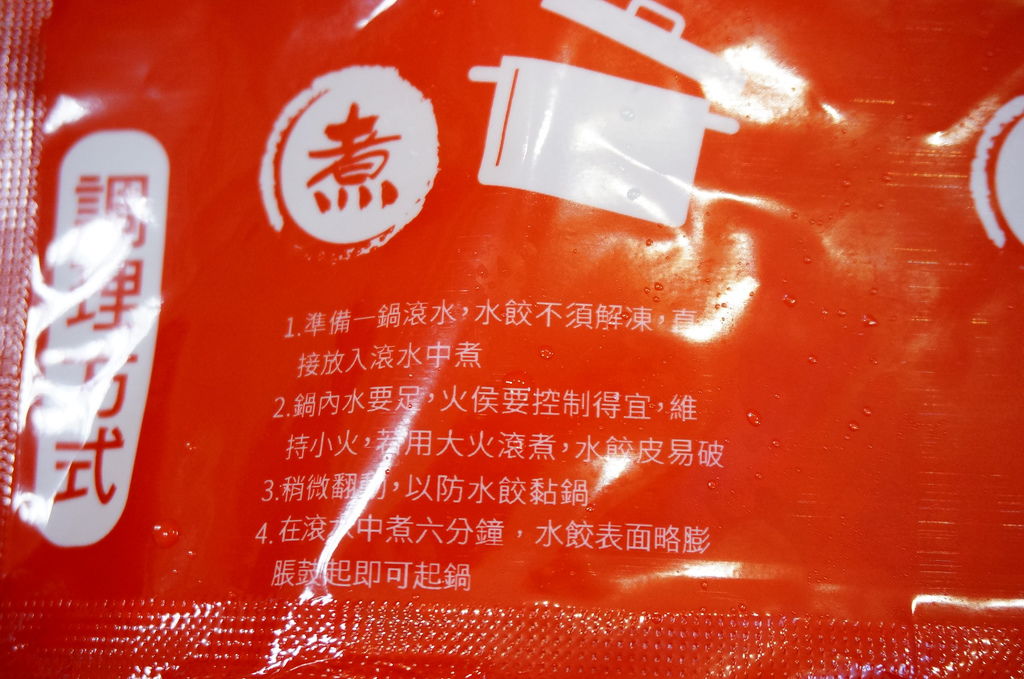 調理方式
煮
1.準備一鍋滾水,水餃不須解凍,直
接放入滾水中煮
2.鍋內水要足,火侯要控制得宜,維
持小火,若用大火滾煮,水餃皮易破
3.稍微翻動,以防水餃黏鍋
4.在滾水中煮六分鐘,水餃表面略膨
脹鼓起即可起鍋